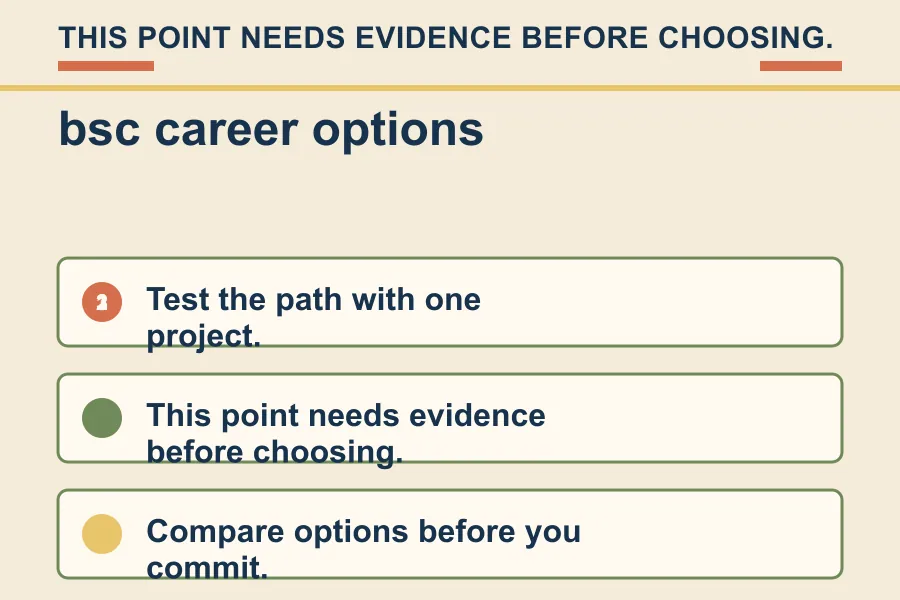 THIS POINT NEEDS EVIDENCE BEFORE CHOOSING.
bsc career options
Test the path with one
project.
This point needs evidence
before choosing.
Compare options before you
commit.